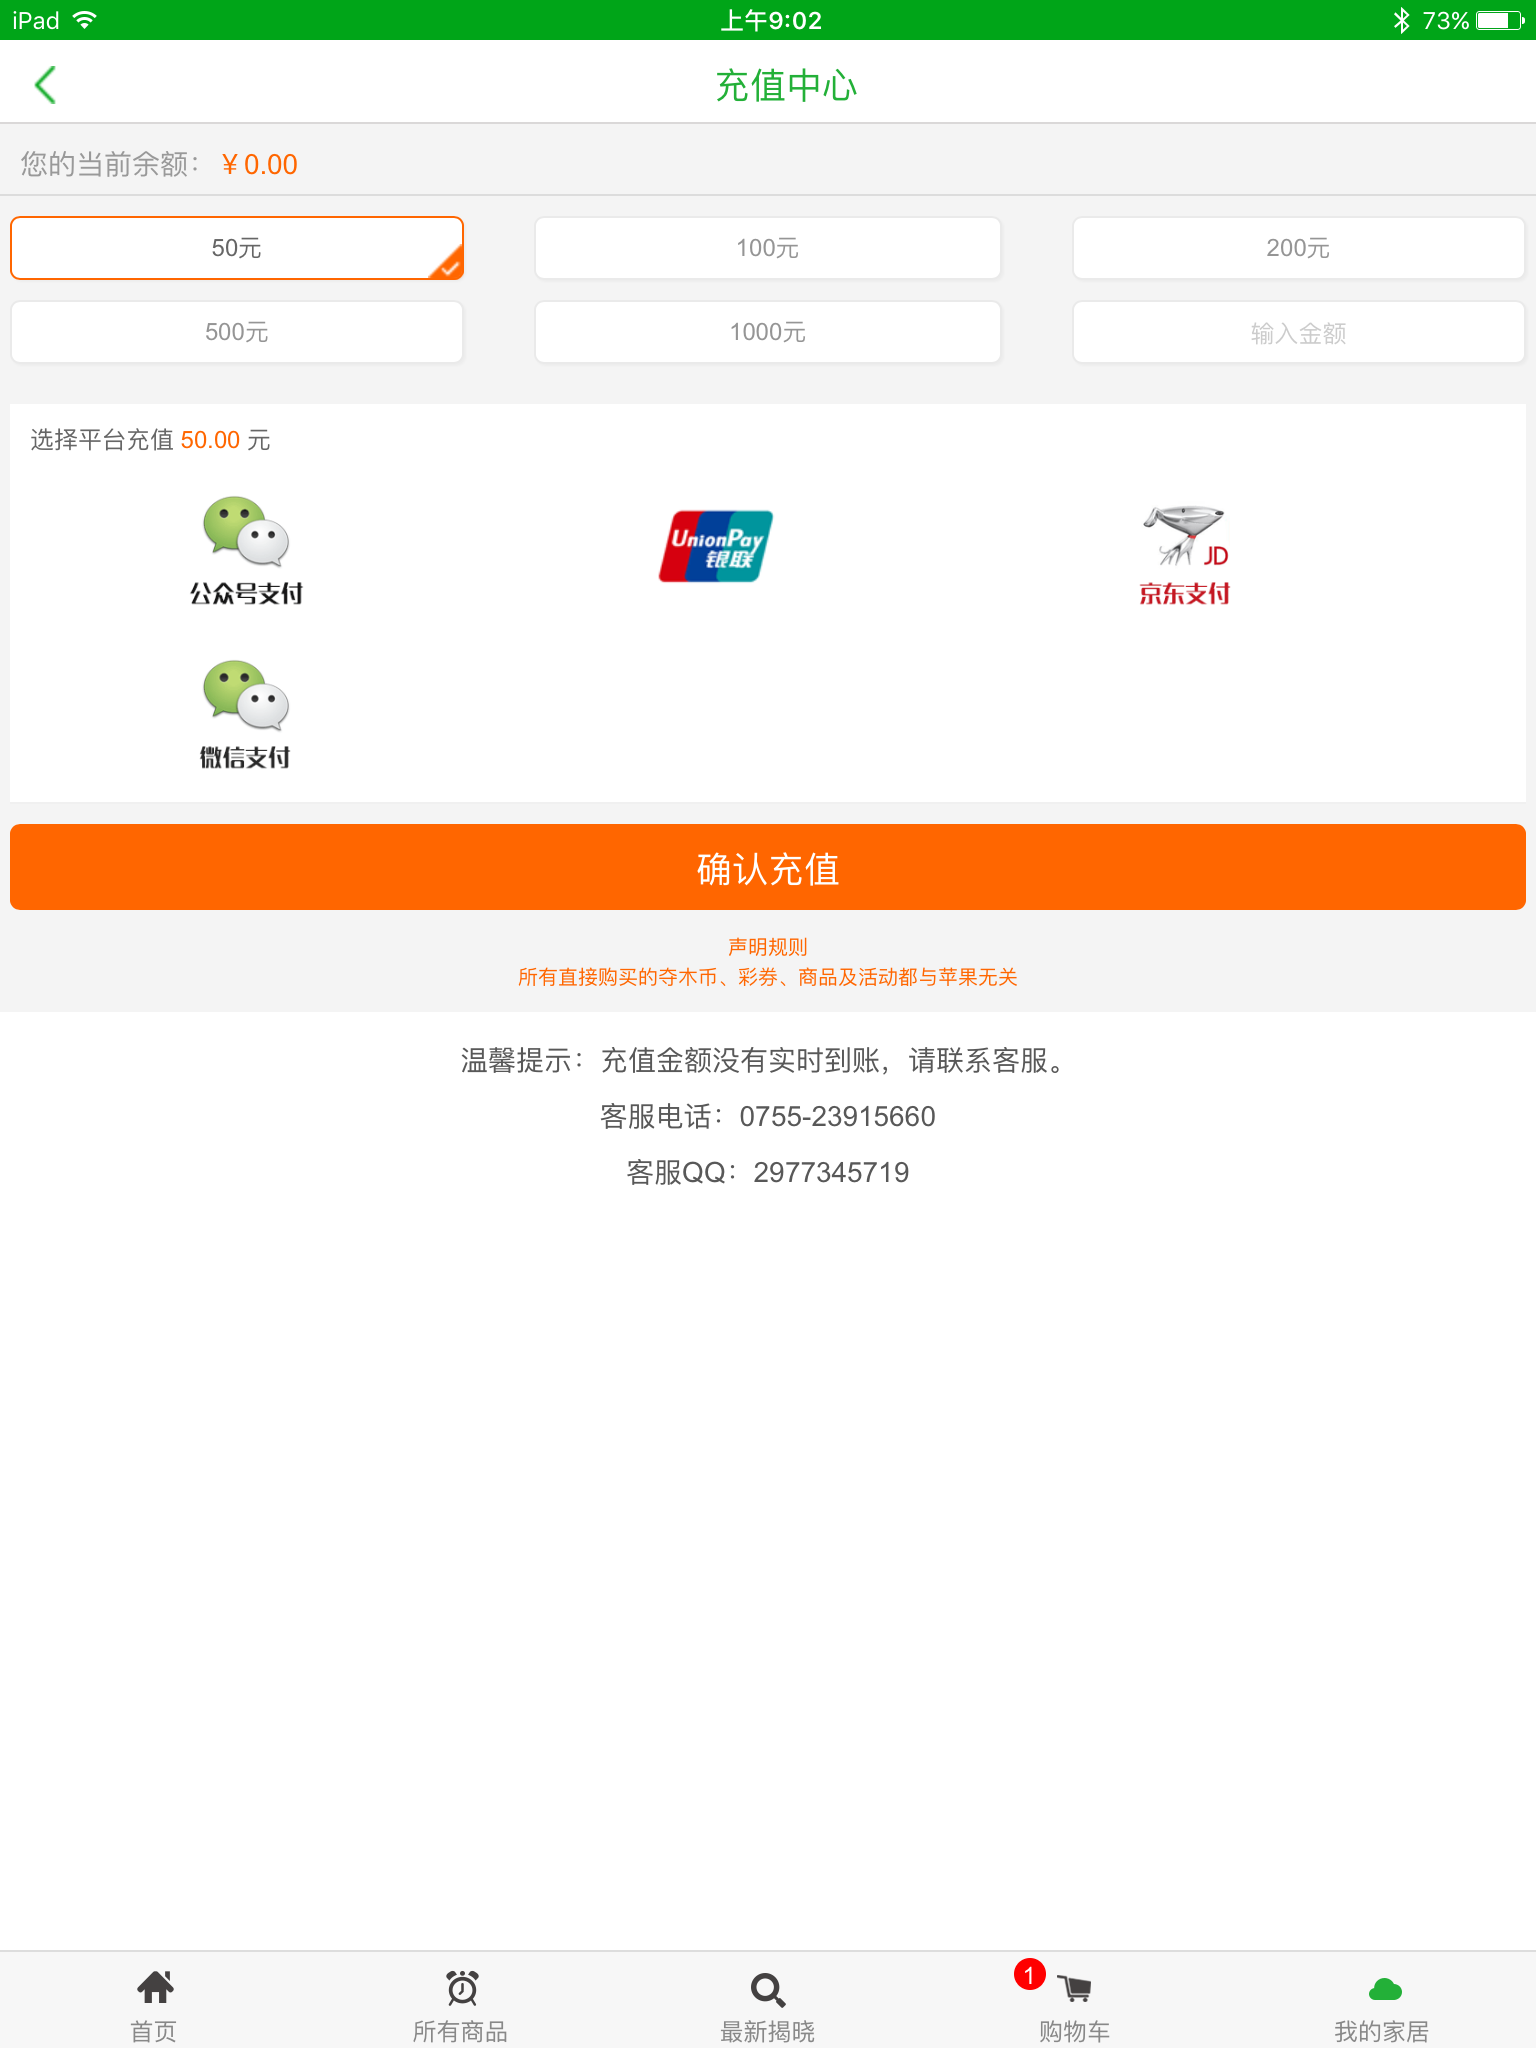 iPad 上午9:02 73%
充值中心
您的当前余额： ¥ 0.00
50元 100元 200元
500元 1000元 输入金额
选择平台充值 50.00 元
UnionPay
银联
JD
公众号支付 京东支付
微信支付
确认充值
声明规则
所有直接购买的夺木币、彩券、商品及活动都与苹果无关
温馨提示：充值金额没有实时到账，请联系客服。
客服电话：0755-23915660
客服QQ：2977345719
1
首页 所有商品 最新揭晓 购物车 我的家居